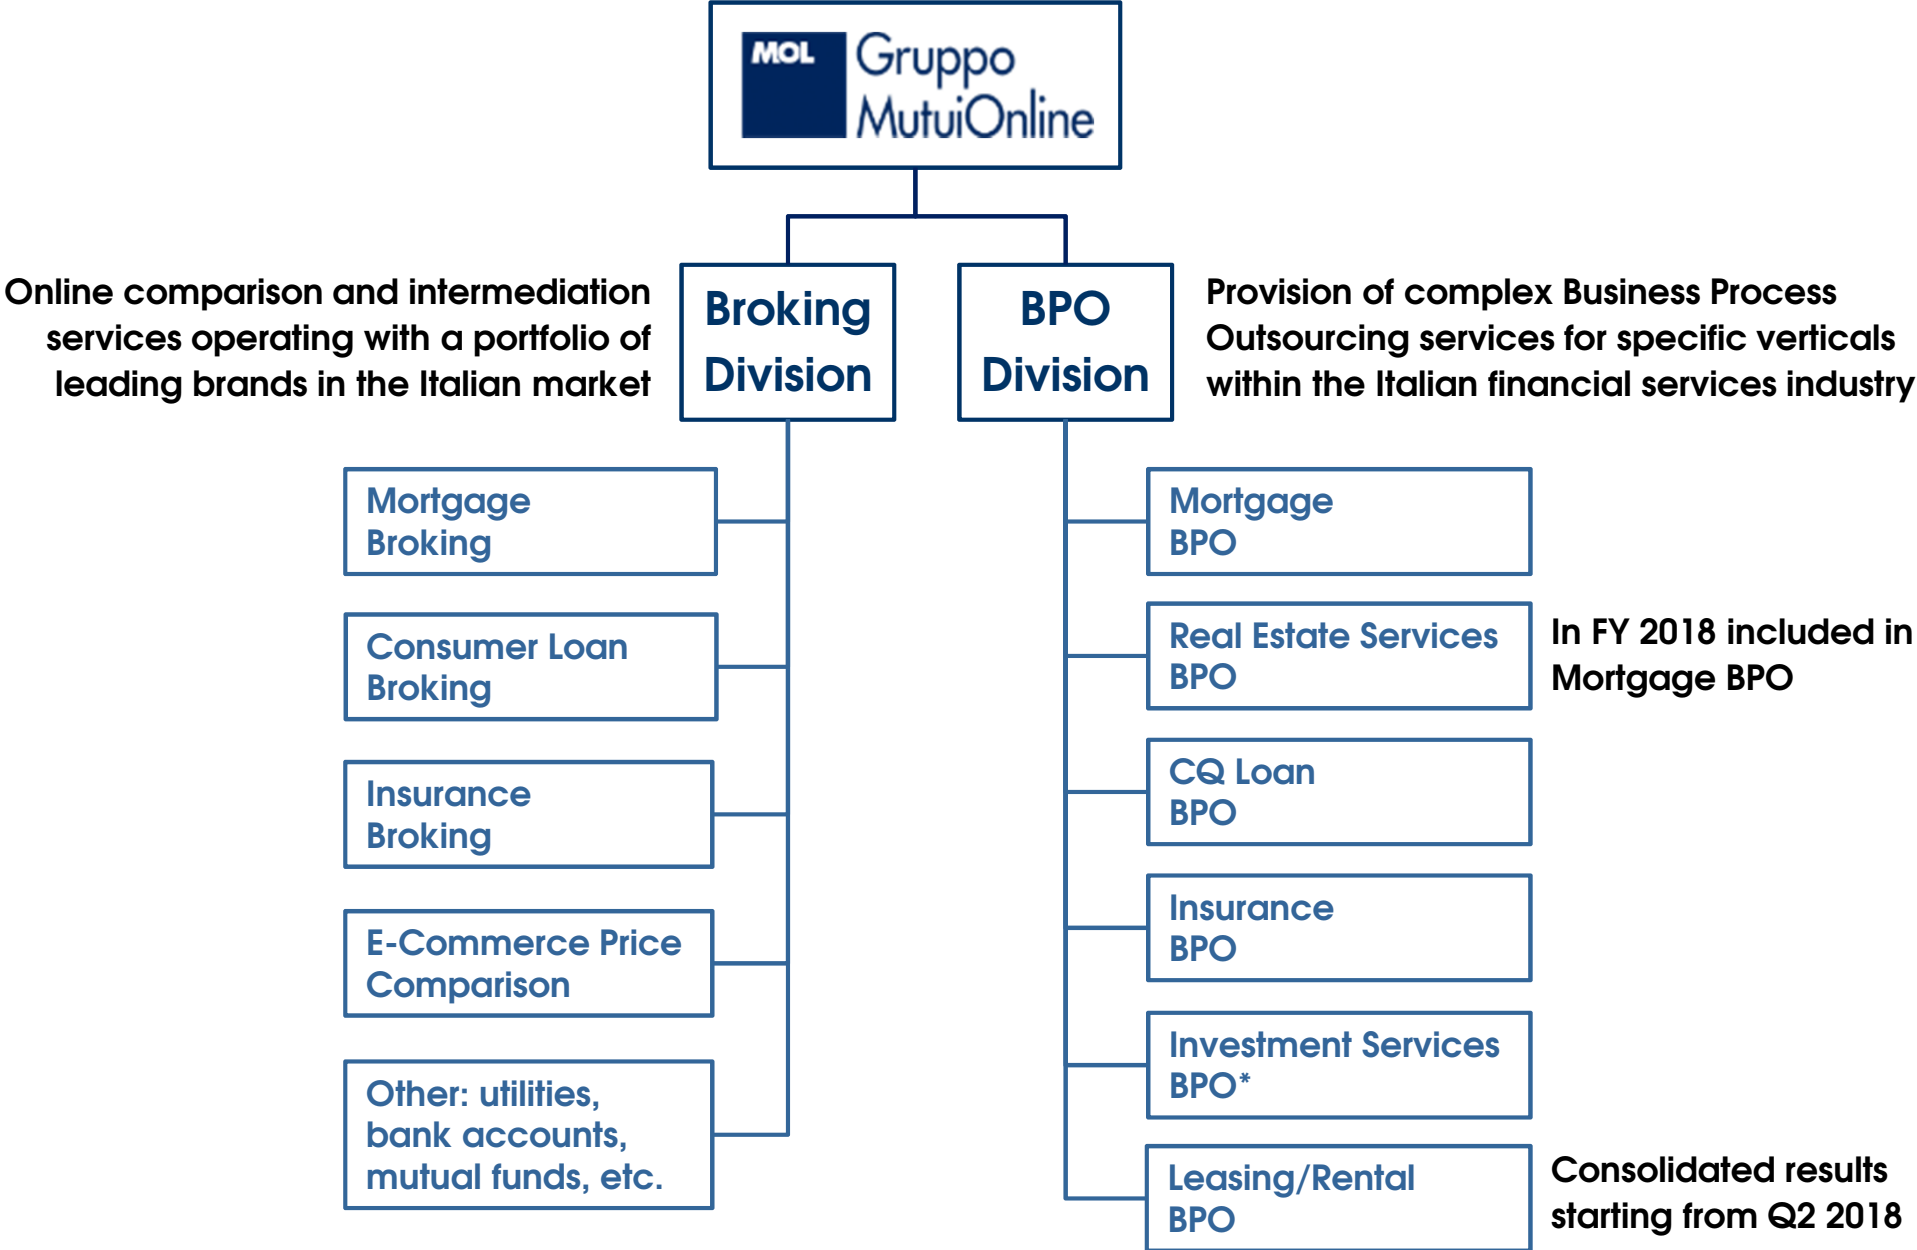 MOL
Gruppo
MutuiOnline
Online comparison and intermediation
services operating with a portfolio of
leading brands in the Italian market
Broking
Division
BPO
Division
Provision of complex Business Process
Outsourcing services for specific verticals
within the Italian financial services industry
Mortgage
Broking
Consumer Loan
Broking
Insurance
Broking
E-Commerce Price
Comparison
Other: utilities,
bank accounts,
mutual funds, etc.
Mortgage
BPO
Real Estate Services
BPO
In FY 2018 included in
Mortgage BPO
CQ Loan
BPO
Insurance
BPO
Investment Services
BPO*
Leasing/Rental
BPO
Consolidated results
starting from Q2 2018